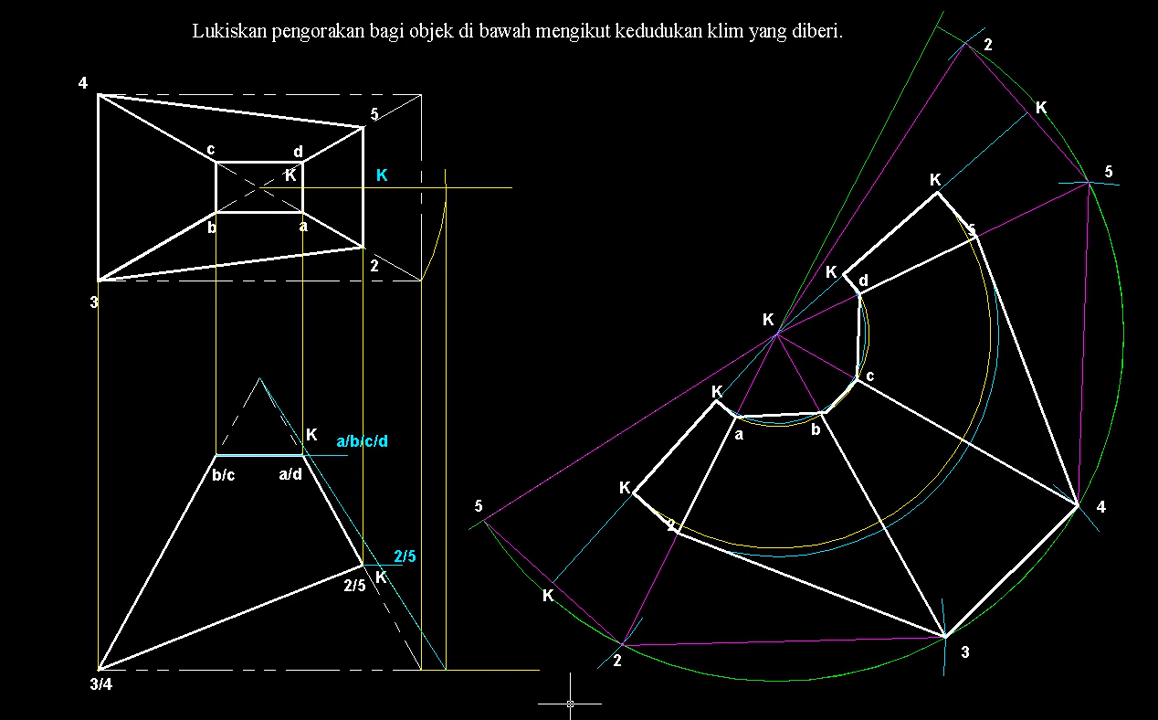 Lukiskan pengorakan bagi objek di bawah mengikut kedudukan klim yang diberi.
4
5
c
d
K
K
b
a
2
3
K
a/b/c/d
b/c
a/d
2/5
2/5
K
3/4
2
K
5
K
5
K
d
K
c
K
a
b
K
2
5
4
K
2
3